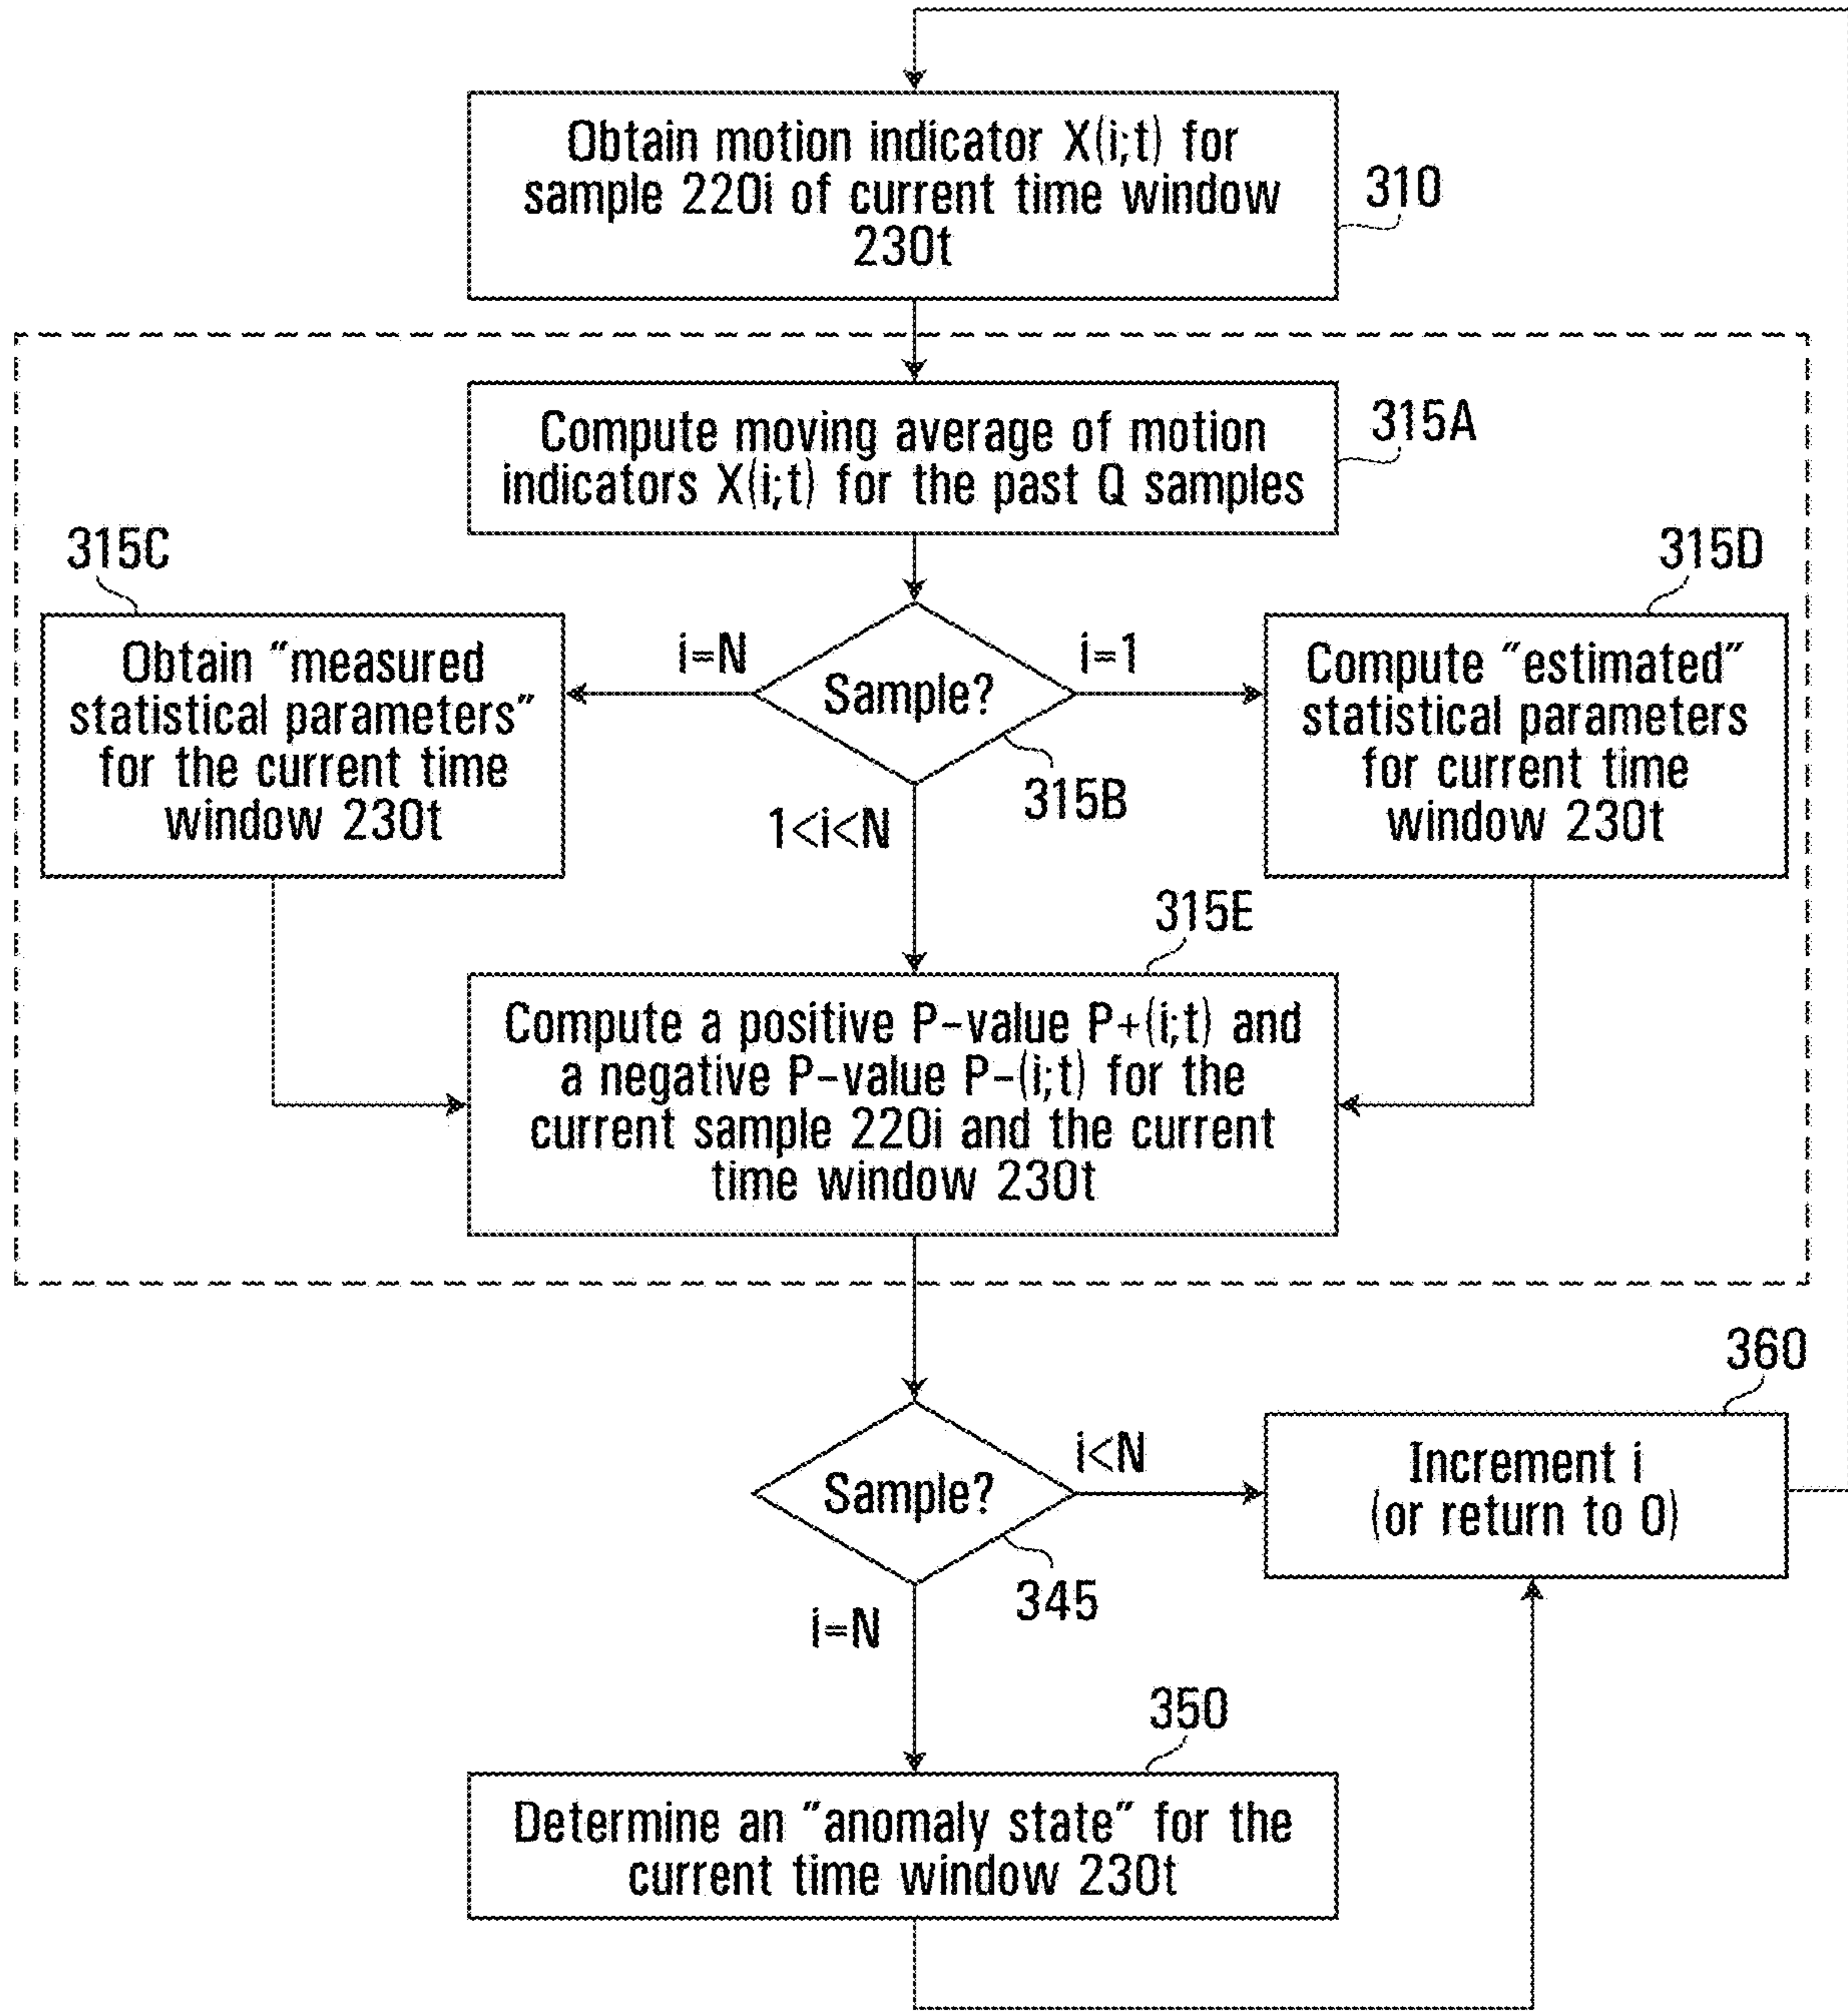 Obtain motion indicator X(i;t) for
sample 220i of current time window
230t
310
Compute moving average of motion
indicators X(i;t) for the past Q samples
315A
315C
315D
Obtain "measured
statistical parameters"
for the current time
window 230t
i=N
Sample?
i=1
Compute "estimated"
statistical parameters
for current time
window 230t
315B
1<i<N
315E
Compute a positive P-value P+(i;t) and
a negative P-value P-(i;t) for the
current sample 220i and the current
time window 230t
360
Sample?
i<N
Increment i
(or return to 0)
345
i=N
350
Determine an "anomaly state" for the
current time window 230t